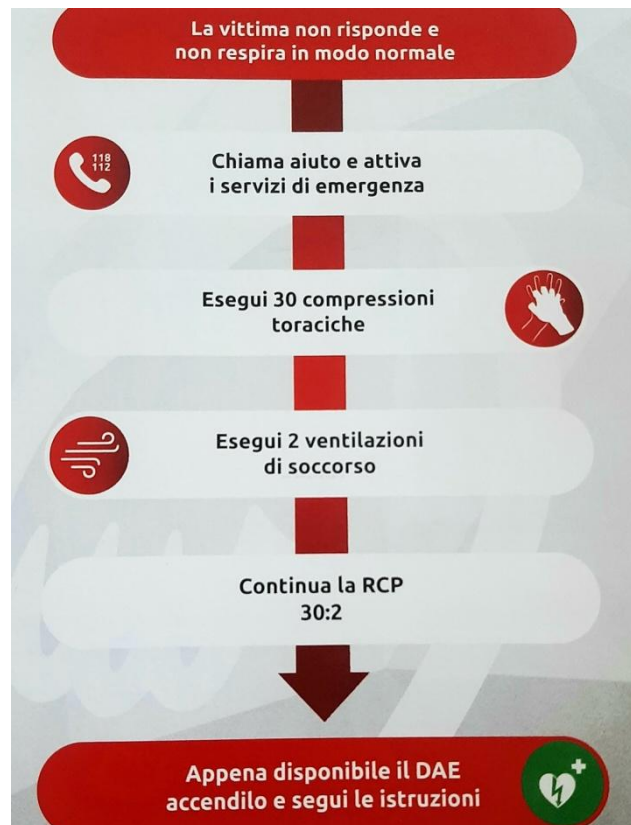 La vittima non risponde e
non respira in modo normale
118
112
Chiama aiuto e attiva
i servizi di emergenza
Esegui 30 compressioni
toraciche
Esegui 2 ventilazioni
di soccorso
Continua la RCP
30:2
Appena disponibile il DAE
accendilo e segui le istruzioni